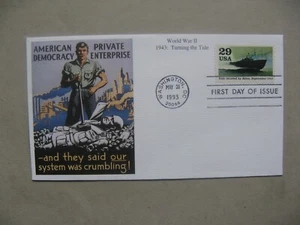 World War II
1943: Turning the Tide
AMERICAN PRIVATE
DEMOCRACY ENTERPRISE
29
USA
WASHINGTON, DC
1993
FIRST DAY OF ISSUE
—and they said our
system was crumbling!